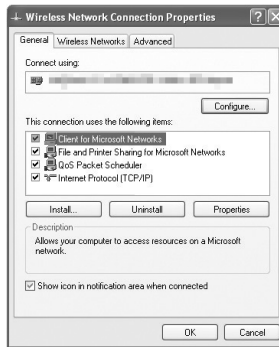 Wireless Network Connection Properties
General Wireless Networks Advanced
Connect using:
Configure...
This connection uses the following items:
Client for Microsoft Networks
File and Printer Sharing for Microsoft Networks
QoS Packet Scheduler
Internet Protocol (TCP/IP)
Install... Uninstall Properties
Description
Allows your computer to access resources on a Microsoft
network.
Show icon in notification area when connected
OK Cancel